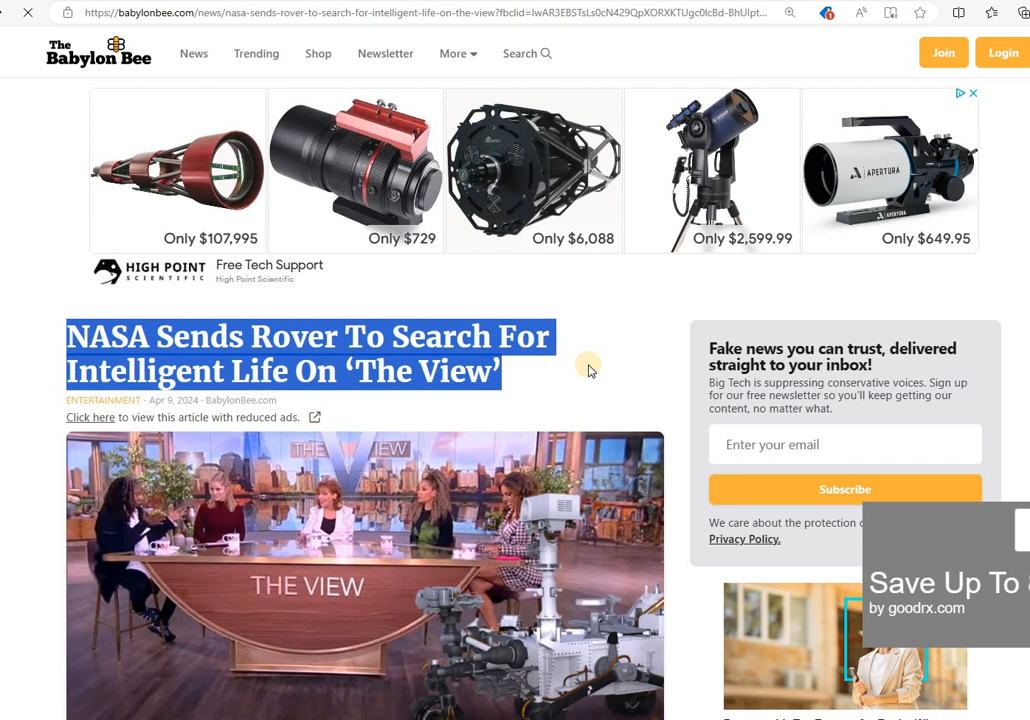 https://babylonbee.com/news/nasa-sends-rover-to-search-for-intelligent-life-on-the-view?fbclid=IwAR3EBSTsLs0cN429QpXORXKTUgc0lcBd-BhUlpt...
The
Babylon Bee
News Trending Shop Newsletter More Search Join Login
APERTURA
Only $107,995 Only $729 Only $6,088 Only $2,599.99 Only $649.95
HIGH POINT
SCIENTIFIC
Free Tech Support
High Point Scientific
NASA Sends Rover To Search For
Intelligent Life On ‘The View’
ENTERTAINMENT · Apr 9, 2024 · BabylonBee.com
Click here to view this article with reduced ads.
THE VIEW
THE VIEW
Fake news you can trust, delivered
straight to your inbox!
Big Tech is suppressing conservative voices. Sign up
for our free newsletter so you'll keep getting our
content, no matter what.
Enter your email
Subscribe
We care about the protection
Privacy Policy.
Save Up To
by goodrx.com